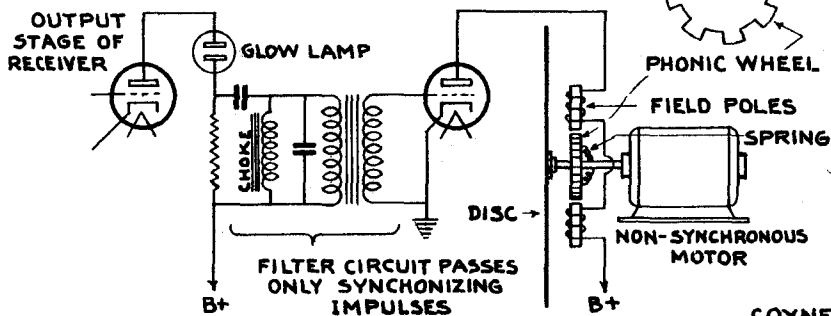 OUTPUT
STAGE OF
RECEIVER
GLOW LAMP
CHOKE
PHONIC WHEEL
FIELD POLES
SPRING
DISC
NON-SYNCHRONOUS
MOTOR
FILTER CIRCUIT PASSES
ONLY SYNCHONIZING
IMPULSES
B+
B+
COYNE